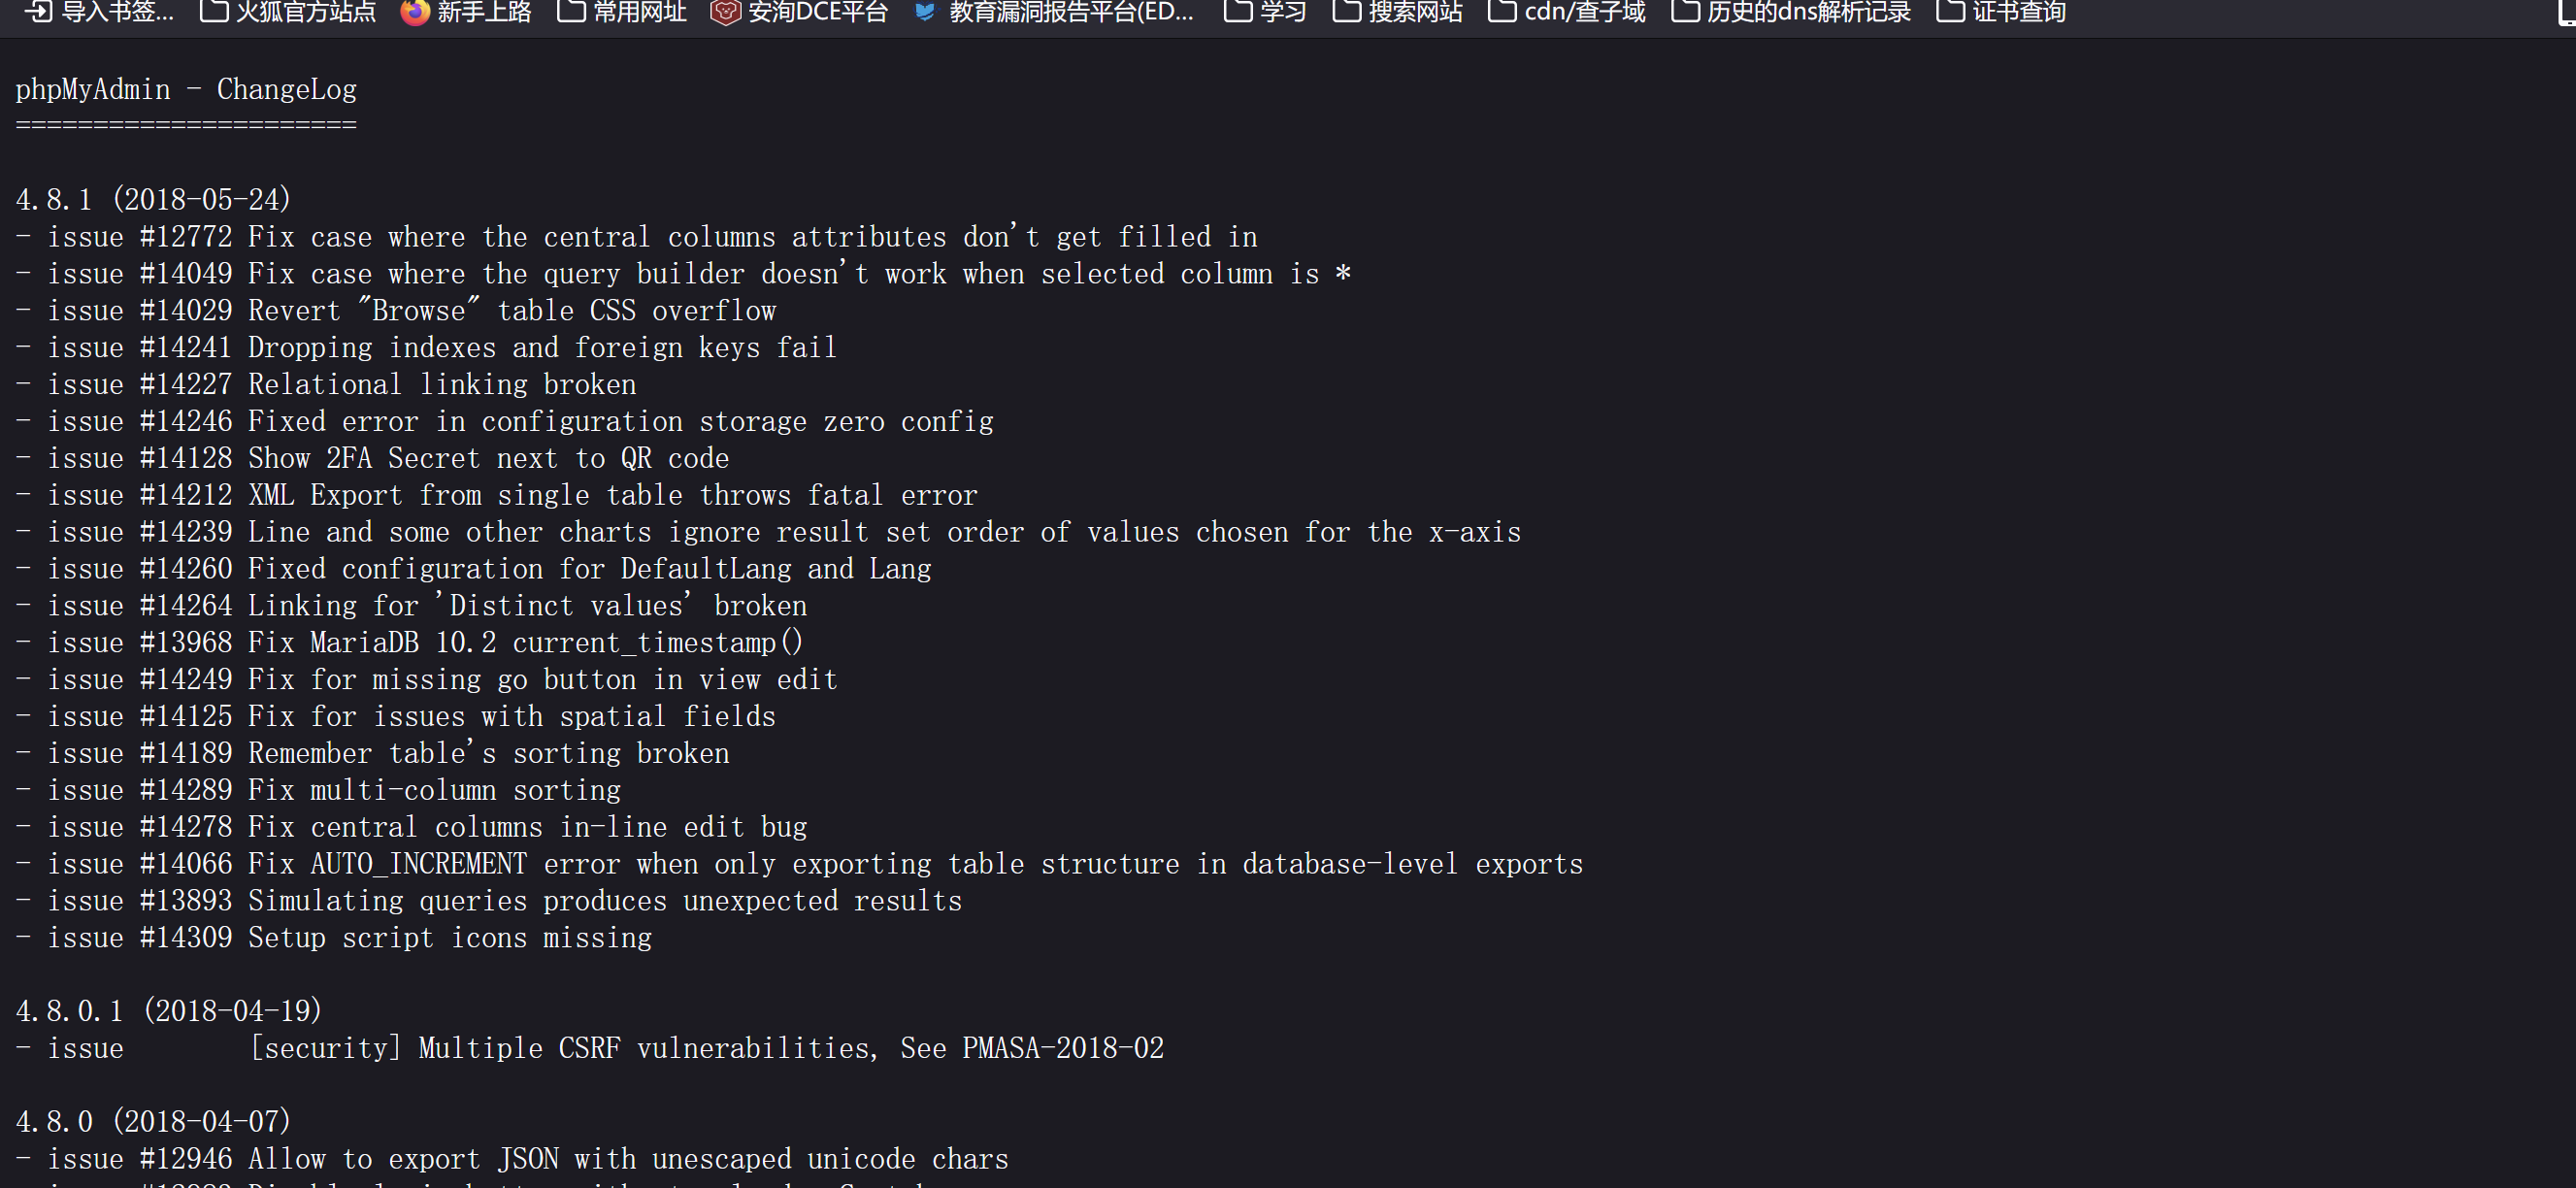 导入书签... 火狐官方站点 新手上路 常用网址 安洵DCE平台 教育漏洞报告平台(ED... 学习 搜索网站 cdn/查子域 历史的dns解析记录 证书查询
phpMyAdmin - ChangeLog
======================
4.8.1 (2018-05-24)
- issue #12772 Fix case where the central columns attributes don't get filled in
- issue #14049 Fix case where the query builder doesn't work when selected column is *
- issue #14029 Revert "Browse" table CSS overflow
- issue #14241 Dropping indexes and foreign keys fail
- issue #14227 Relational linking broken
- issue #14246 Fixed error in configuration storage zero config
- issue #14128 Show 2FA Secret next to QR code
- issue #14212 XML Export from single table throws fatal error
- issue #14239 Line and some other charts ignore result set order of values chosen for the x-axis
- issue #14260 Fixed configuration for DefaultLang and Lang
- issue #14264 Linking for 'Distinct values' broken
- issue #13968 Fix MariaDB 10.2 current_timestamp()
- issue #14249 Fix for missing go button in view edit
- issue #14125 Fix for issues with spatial fields
- issue #14189 Remember table's sorting broken
- issue #14289 Fix multi-column sorting
- issue #14278 Fix central columns in-line edit bug
- issue #14066 Fix AUTO_INCREMENT error when only exporting table structure in database-level exports
- issue #13893 Simulating queries produces unexpected results
- issue #14309 Setup script icons missing
4.8.0.1 (2018-04-19)
- issue        [security] Multiple CSRF vulnerabilities, See PMASA-2018-02
4.8.0 (2018-04-07)
- issue #12946 Allow to export JSON with unescaped unicode chars